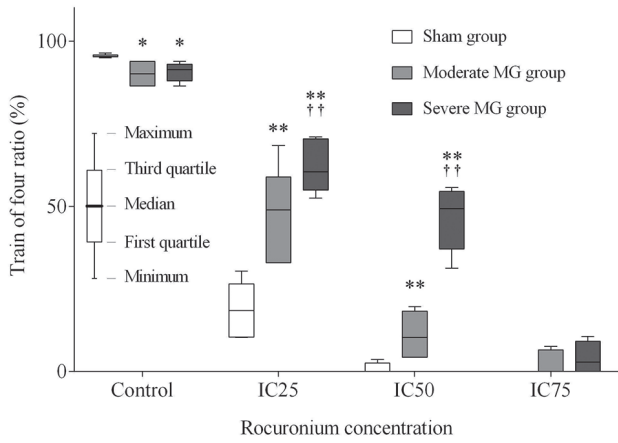 100
50
0
Train of four ratio (%)
* *
**
**
††
**
**
††
Sham group
Moderate MG group
Severe MG group
Maximum
Third quartile
Median
First quartile
Minimum
Control IC25 IC50 IC75
Rocuronium concentration